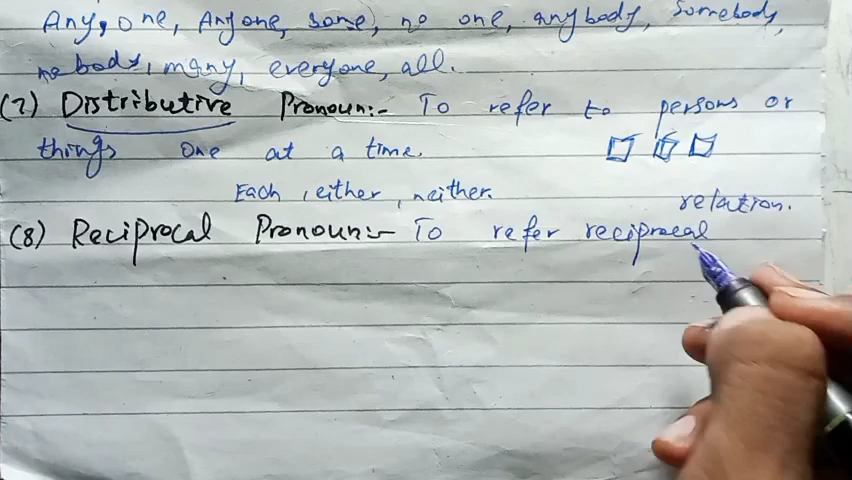 Any, one, Anyone, some, no one, anybody, Somebody,
nobody, many, everyone, all.
(7) Distributive Pronoun:- To refer to persons or
things one at a time.
Each, either, neither.
relation.
(8) Reciprocal Pronoun:- To refer reciprocal